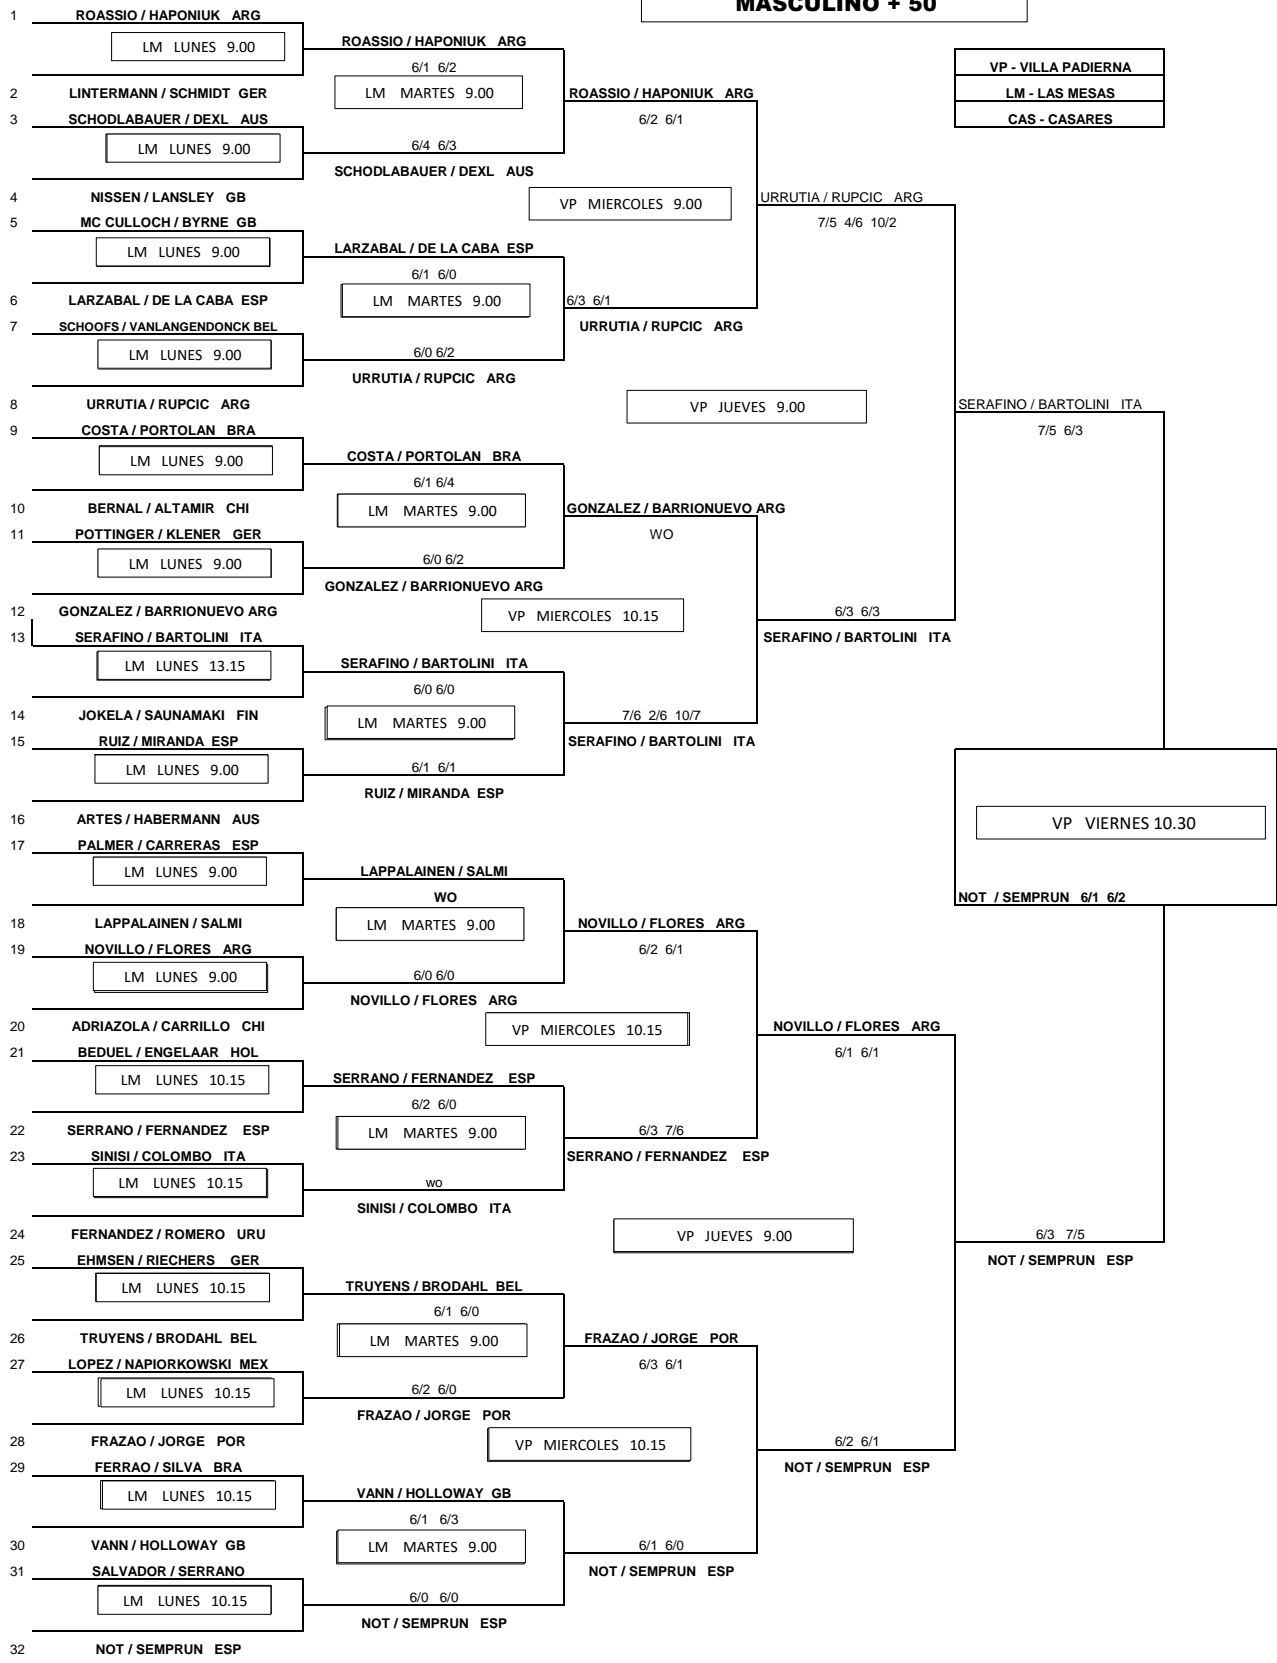 MASCULINO + 50
VP - VILLA PADIERNA
LM - LAS MESAS
CAS - CASARES
1 ROASSIO / HAPONIUK ARG
LM LUNES 9.00
2 LINTERMANN / SCHMIDT GER
3 SCHODLABAUER / DEXL AUS
LM LUNES 9.00
4 NISSEN / LANSLEY GB
5 MC CULLOCH / BYRNE GB
LM LUNES 9.00
6 LARZABAL / DE LA CABA ESP
7 SCHOOFS / VANLANGENDONCK BEL
LM LUNES 9.00
8 URRUTIA / RUPCIC ARG
9 COSTA / PORTOLAN BRA
LM LUNES 9.00
10 BERNAL / ALTAMIR CHI
11 POTTINGER / KLENER GER
LM LUNES 9.00
12 GONZALEZ / BARRIONUEVO ARG
13 SERAFINO / BARTOLINI ITA
LM LUNES 13.15
14 JOKELA / SAUNAMAKI FIN
15 RUIZ / MIRANDA ESP
LM LUNES 9.00
16 ARTES / HABERMANN AUS
17 PALMER / CARRERAS ESP
LM LUNES 9.00
18 LAPPALAINEN / SALMI
19 NOVILLO / FLORES ARG
LM LUNES 9.00
20 ADRIAZOLA / CARRILLO CHI
21 BEDUEL / ENGELAAR HOL
LM LUNES 10.15
22 SERRANO / FERNANDEZ ESP
23 SINISI / COLOMBO ITA
LM LUNES 10.15
24 FERNANDEZ / ROMERO URU
25 EHMSEN / RIECHERS GER
LM LUNES 10.15
26 TRUYENS / BRODAHL BEL
27 LOPEZ / NAPIORKOWSKI MEX
LM LUNES 10.15
28 FRAZAO / JORGE POR
29 FERRAO / SILVA BRA
LM LUNES 10.15
30 VANN / HOLLOWAY GB
31 SALVADOR / SERRANO
LM LUNES 10.15
32 NOT / SEMPRUN ESP
ROASSIO / HAPONIUK ARG
6/1 6/2
LM MARTES 9.00
6/4 6/3
SCHODLABAUER / DEXL AUS
LARZABAL / DE LA CABA ESP
6/1 6/0
LM MARTES 9.00
6/0 6/2
URRUTIA / RUPCIC ARG
COSTA / PORTOLAN BRA
6/1 6/4
LM MARTES 9.00
6/0 6/2
GONZALEZ / BARRIONUEVO ARG
SERAFINO / BARTOLINI ITA
6/0 6/0
LM MARTES 9.00
6/1 6/1
RUIZ / MIRANDA ESP
LAPPALAINEN / SALMI
WO
LM MARTES 9.00
6/0 6/0
NOVILLO / FLORES ARG
SERRANO / FERNANDEZ ESP
6/2 6/0
LM MARTES 9.00
wo
SINISI / COLOMBO ITA
TRUYENS / BRODAHL BEL
6/1 6/0
LM MARTES 9.00
6/2 6/0
FRAZAO / JORGE POR
VANN / HOLLOWAY GB
6/1 6/3
LM MARTES 9.00
6/0 6/0
NOT / SEMPRUN ESP
ROASSIO / HAPONIUK ARG
6/2 6/1
VP MIERCOLES 9.00
6/3 6/1
URRUTIA / RUPCIC ARG
GONZALEZ / BARRIONUEVO ARG
WO
VP MIERCOLES 10.15
7/6 2/6 10/7
SERAFINO / BARTOLINI ITA
NOVILLO / FLORES ARG
6/2 6/1
VP MIERCOLES 10.15
6/3 7/6
SERRANO / FERNANDEZ ESP
FRAZAO / JORGE POR
6/3 6/1
VP MIERCOLES 10.15
6/1 6/0
NOT / SEMPRUN ESP
URRUTIA / RUPCIC ARG
7/5 4/6 10/2
VP JUEVES 9.00
6/3 6/3
SERAFINO / BARTOLINI ITA
NOVILLO / FLORES ARG
6/1 6/1
VP JUEVES 9.00
6/2 6/1
NOT / SEMPRUN ESP
SERAFINO / BARTOLINI ITA
7/5 6/3
VP VIERNES 10.30
NOT / SEMPRUN 6/1 6/2
6/3 7/5
NOT / SEMPRUN ESP